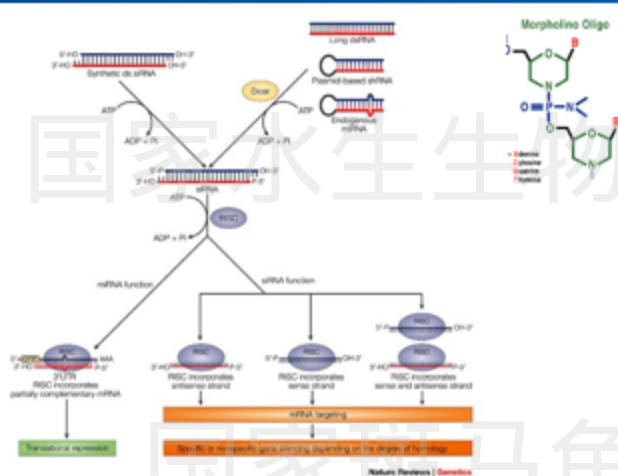 Morpholino Oligo
Long dsRNA
5'-HO
OH-3'
3'-HO
OH-5'
Synthetic ds siRNA
Plasmid-based shRNA
Dicer
ATP
ATP
Endogenous
miRNA
ADP + Pi
ADP + Pi
5'-P
OH-3'
3'-HO
P-5'
siRNA
ATP
RISC
ADP + Pi
miRNA function
siRNA function
RISC
5'-P
OH-3'
RISC
AAA
3'-HO
P-5'
3'UTR
RISC incorporates
partially complementary mRNA
RISC
3'-HO
P-5'
RISC incorporates
antisense strand
RISC
5'-P
OH-3'
RISC incorporates
sense strand
RISC
3'-HO
P-5'
RISC incorporates
sense and antisense strand
mRNA targeting
Translational repression
Specific or nonspecific gene silencing depending on the degree of homology
Nature Reviews | Genetics
B
O
N
O=P-N
O
O
B
N
Adenine
Cytosine
Guanine
Thymine
国家水生生物
国家斑马鱼